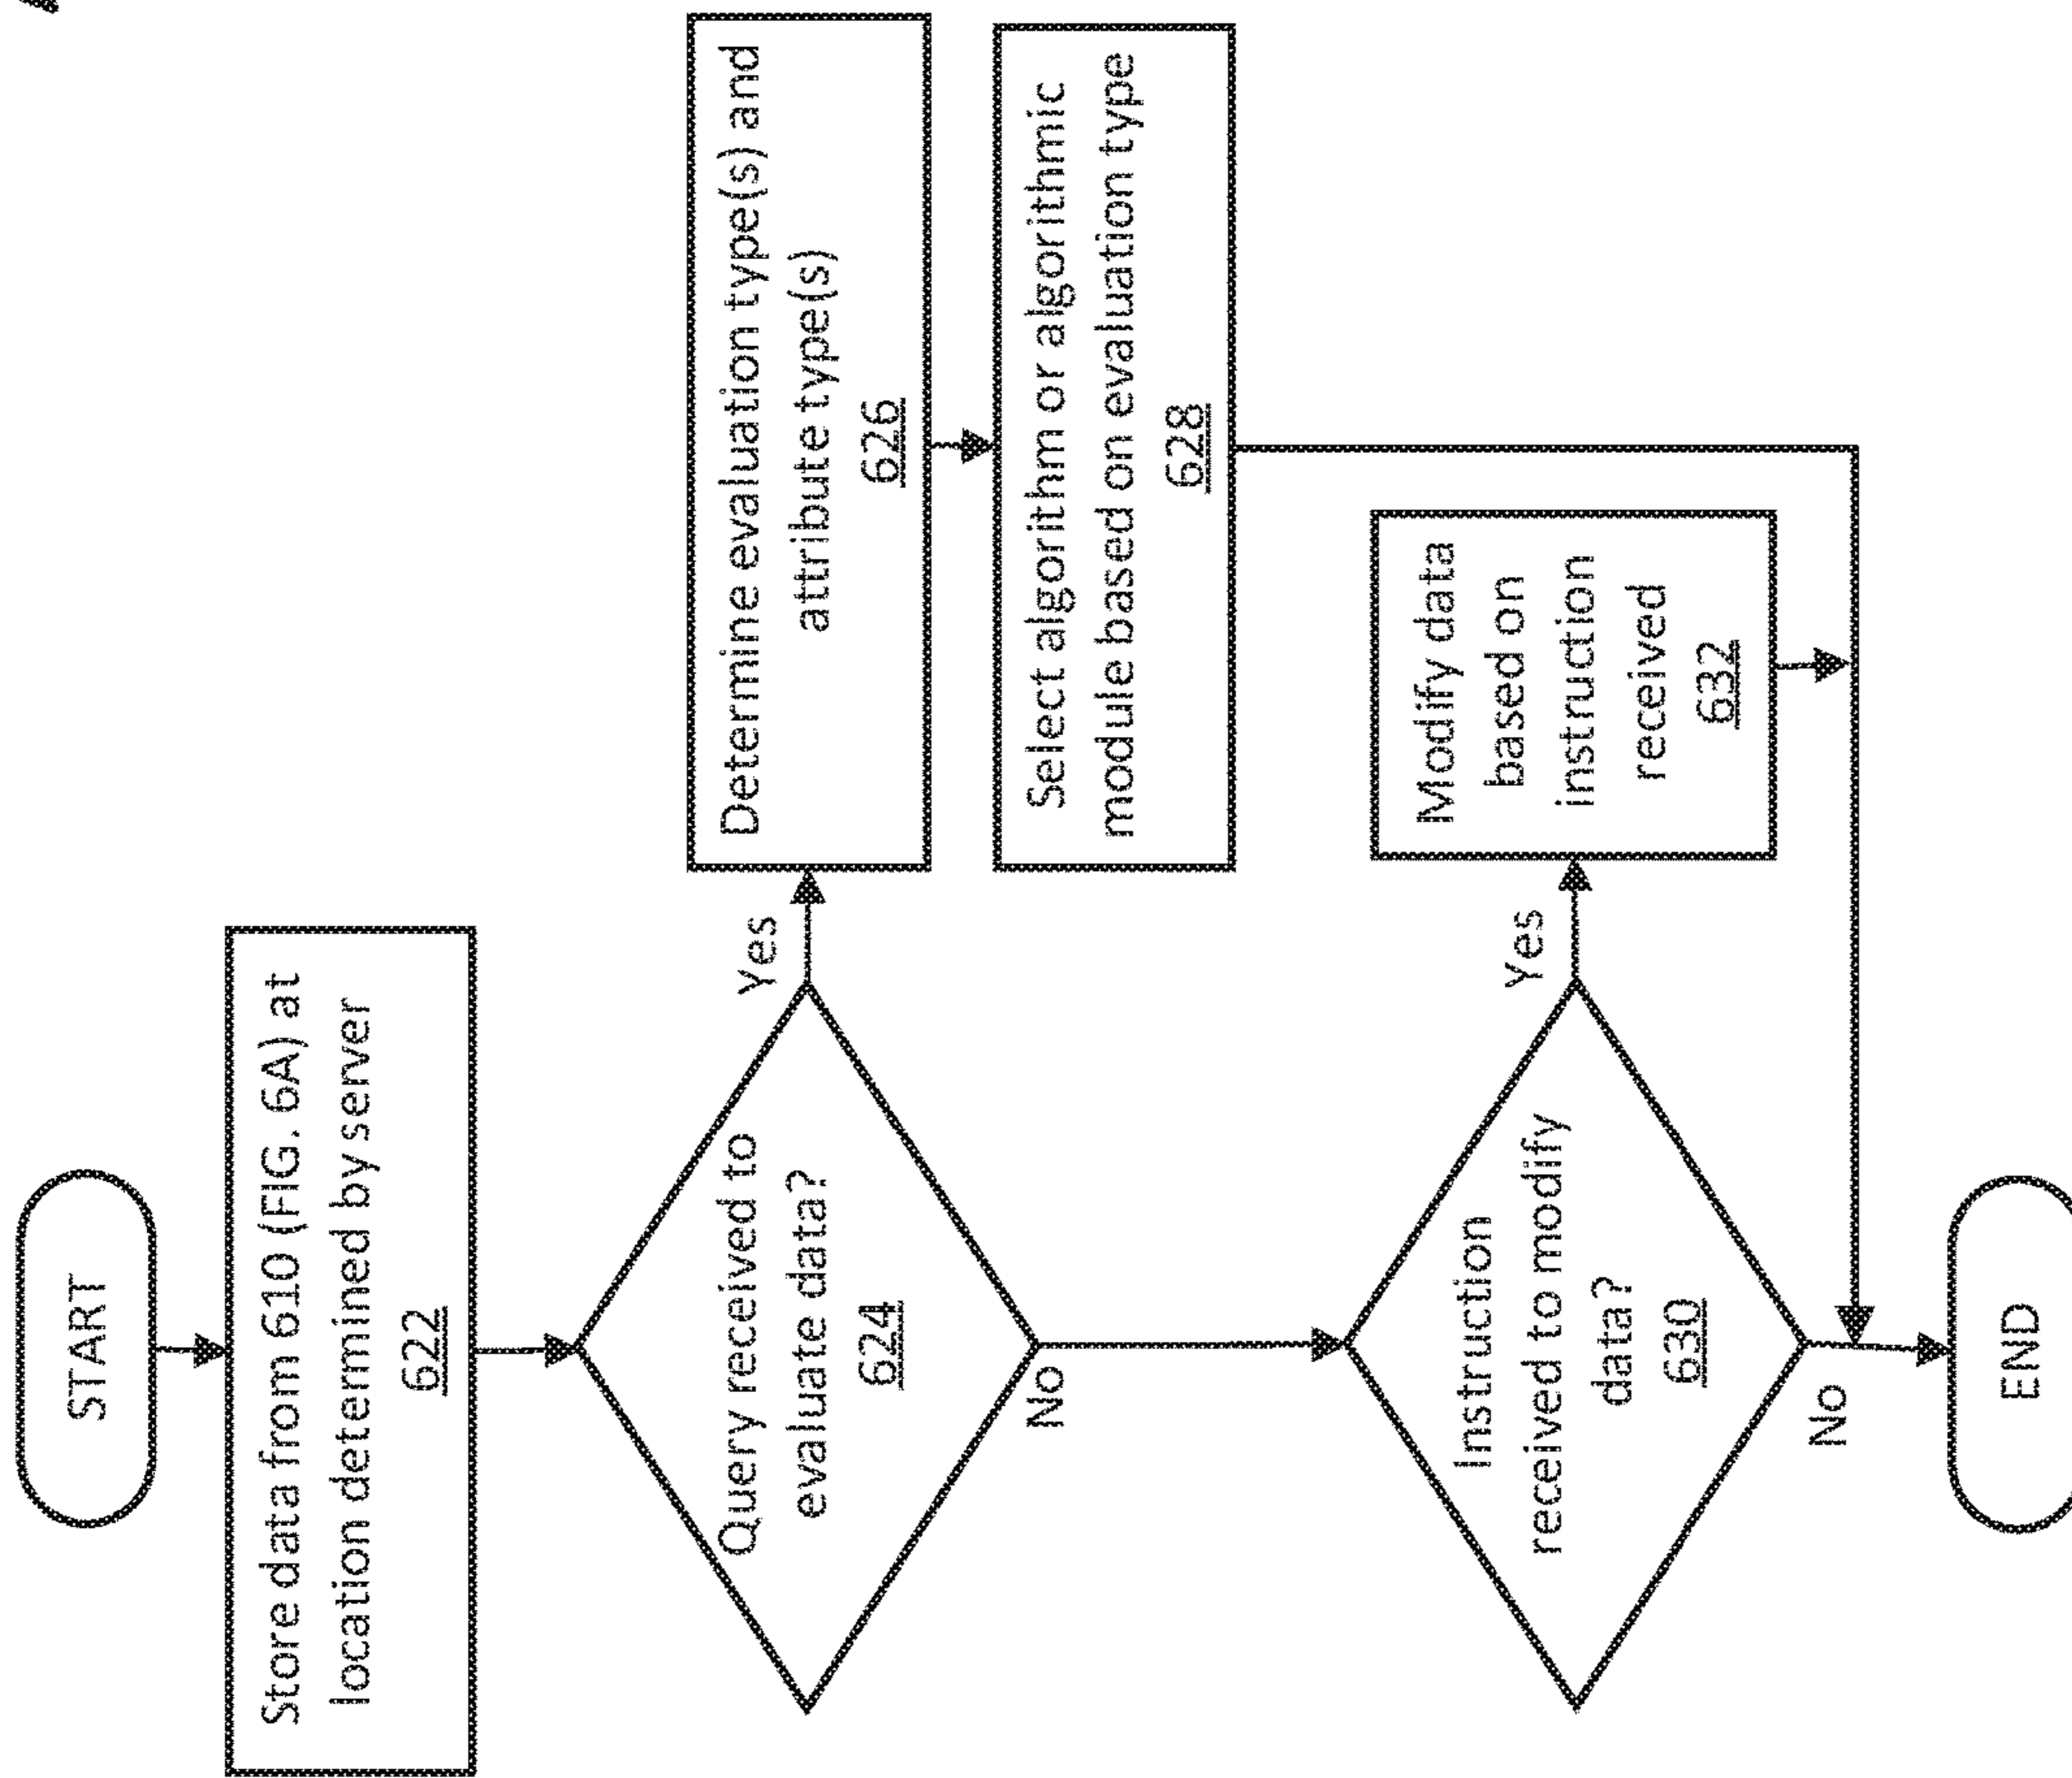 START
Store data from 610 (FIG. 6A) at
location determined by server
622
Query received to
evaluate data?
624
Yes
Determine evaluation type(s) and
attribute type(s)
626
Select algorithm or algorithmic
module based on evaluation type
628
No
Instruction
received to modify
data?
630
Yes
Modify data
based on
instruction
received
632
No
END